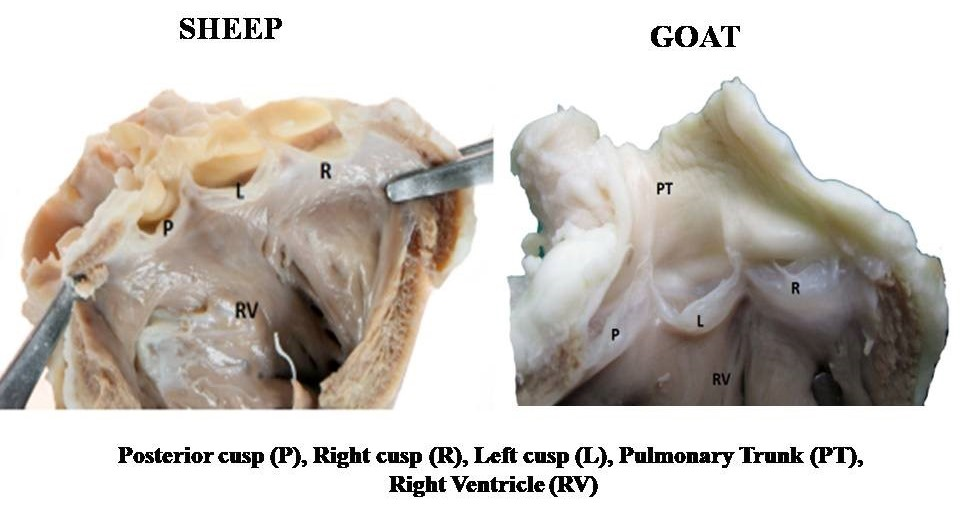 SHEEP
GOAT
P
L
R
RV
PT
P
L
R
RV
Posterior cusp (P), Right cusp (R), Left cusp (L), Pulmonary Trunk (PT),
Right Ventricle (RV)